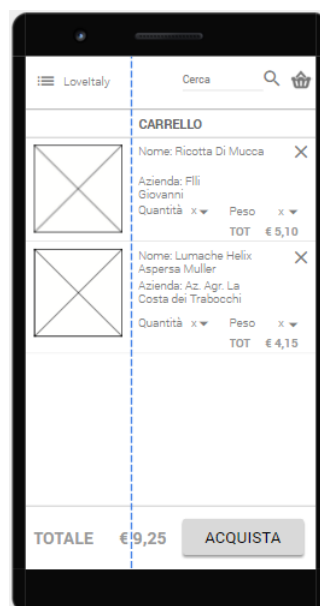 LoveItaly Cerca
CARRELLO
Nome: Ricotta Di Mucca
Azienda: Flli
Giovanni
Quantità x Peso x
TOT € 5,10
Nome: Lumache Helix
Aspersa Muller
Azienda: Az. Agr. La
Costa dei Trabocchi
Quantità x Peso x
TOT € 4,15
TOTALE € 9,25 ACQUISTA